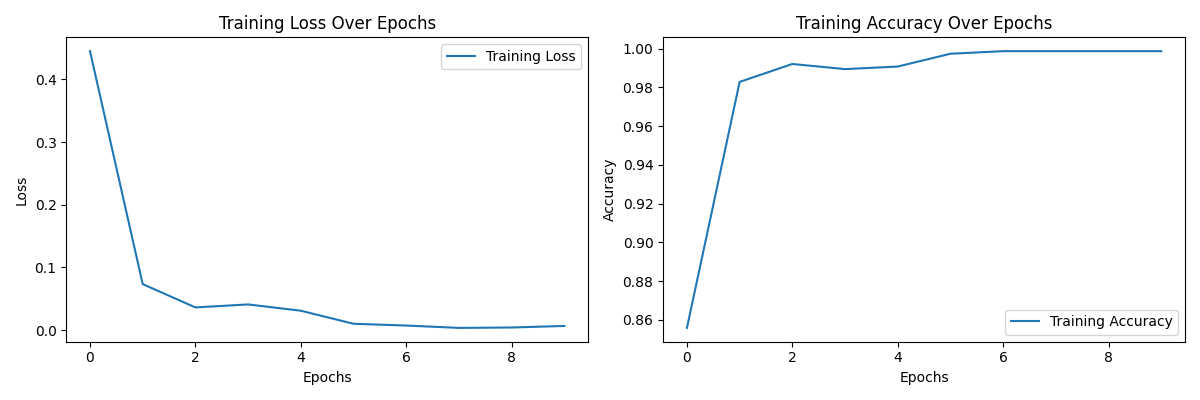 Training Loss Over Epochs
Training Loss
0.4
0.3
0.2
0.1
0.0
Loss
0 2 4 6 8
Epochs
Training Accuracy Over Epochs
1.00
0.98
0.96
0.94
0.92
0.90
0.88
0.86
Accuracy
Training Accuracy
0 2 4 6 8
Epochs